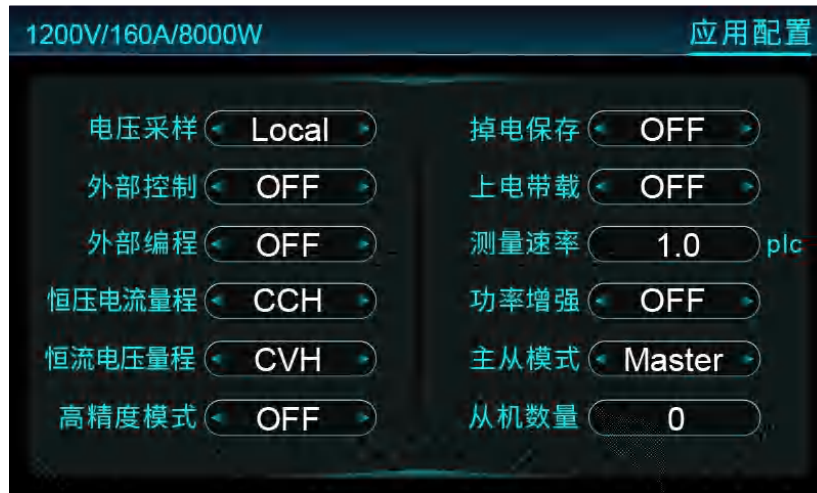 1200V/160A/8000W 应用配置
电压采样 Local 掉电保存 OFF
外部控制 OFF 上电带载 OFF
外部编程 OFF 测量速率 1.0 plc
恒压电流量程 CCH 功率增强 OFF
恒流电压量程 CVH 主从模式 Master
高精度模式 OFF 从机数量 0